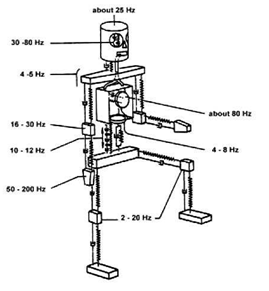 about 25 Hz
30 -80 Hz
4 -5 Hz
about 80 Hz
16 - 30 Hz
10 - 12 Hz
4 - 8 Hz
50 - 200 Hz
2 - 20 Hz